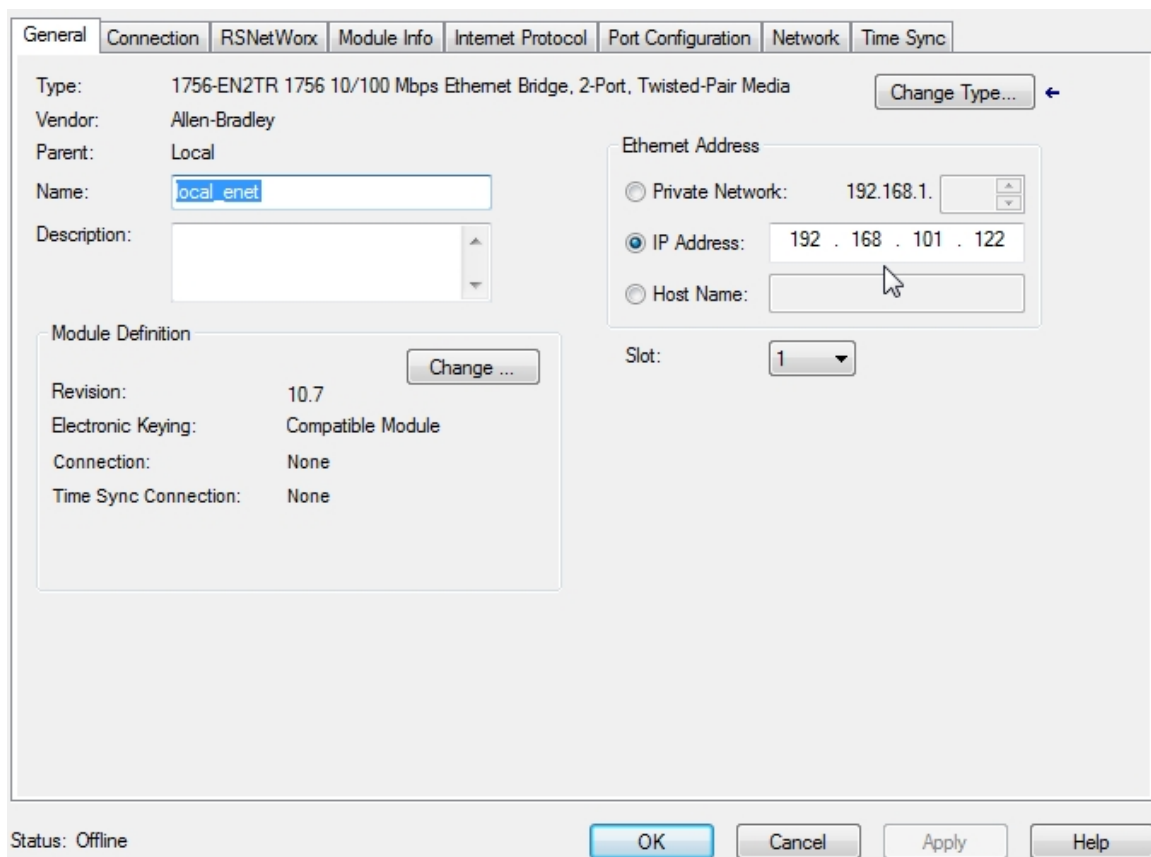 General Connection RSNetWorx Module Info Internet Protocol Port Configuration Network Time Sync
Type: 1756-EN2TR 1756 10/100 Mbps Ethernet Bridge, 2-Port, Twisted-Pair Media
Change Type...
Vendor: Allen-Bradley
Parent: Local
Name: local_enet
Description:
Ethernet Address
Private Network: 192.168.1.
IP Address: 192 . 168 . 101 . 122
Host Name:
Slot: 1
Module Definition
Change ...
Revision: 10.7
Electronic Keying: Compatible Module
Connection: None
Time Sync Connection: None
Status: Offline
OK Cancel Apply Help